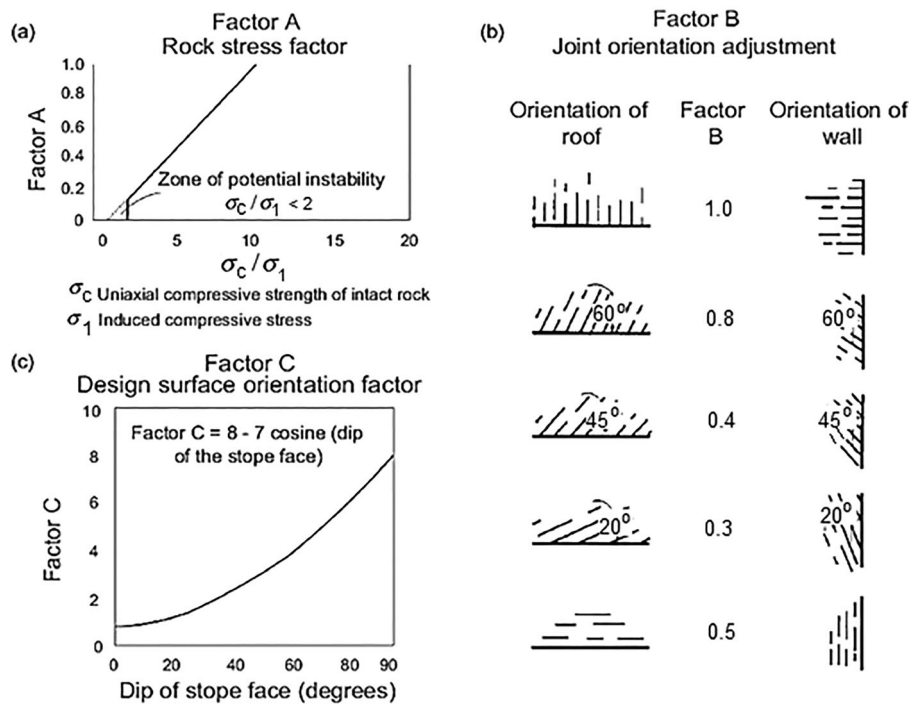 (a)
Factor A
Rock stress factor
1.0
0.8
0.6
0.4
0.2
0
Factor A
Zone of potential instability
σc / σ1 < 2
0 5 10 15 20
σc / σ1
σc Uniaxial compressive strength of intact rock
σ1 Induced compressive stress
(c)
Factor C
Design surface orientation factor
10
8
6
4
2
0
Factor C
Factor C = 8 - 7 cosine (dip
of the stope face)
0 20 40 60 80 90
Dip of stope face (degrees)
(b)
Factor B
Joint orientation adjustment
Orientation of
roof
Factor
B
Orientation of
wall
1.0
60° 0.8 60°
45° 0.4 45°
20° 0.3 20°
0.5